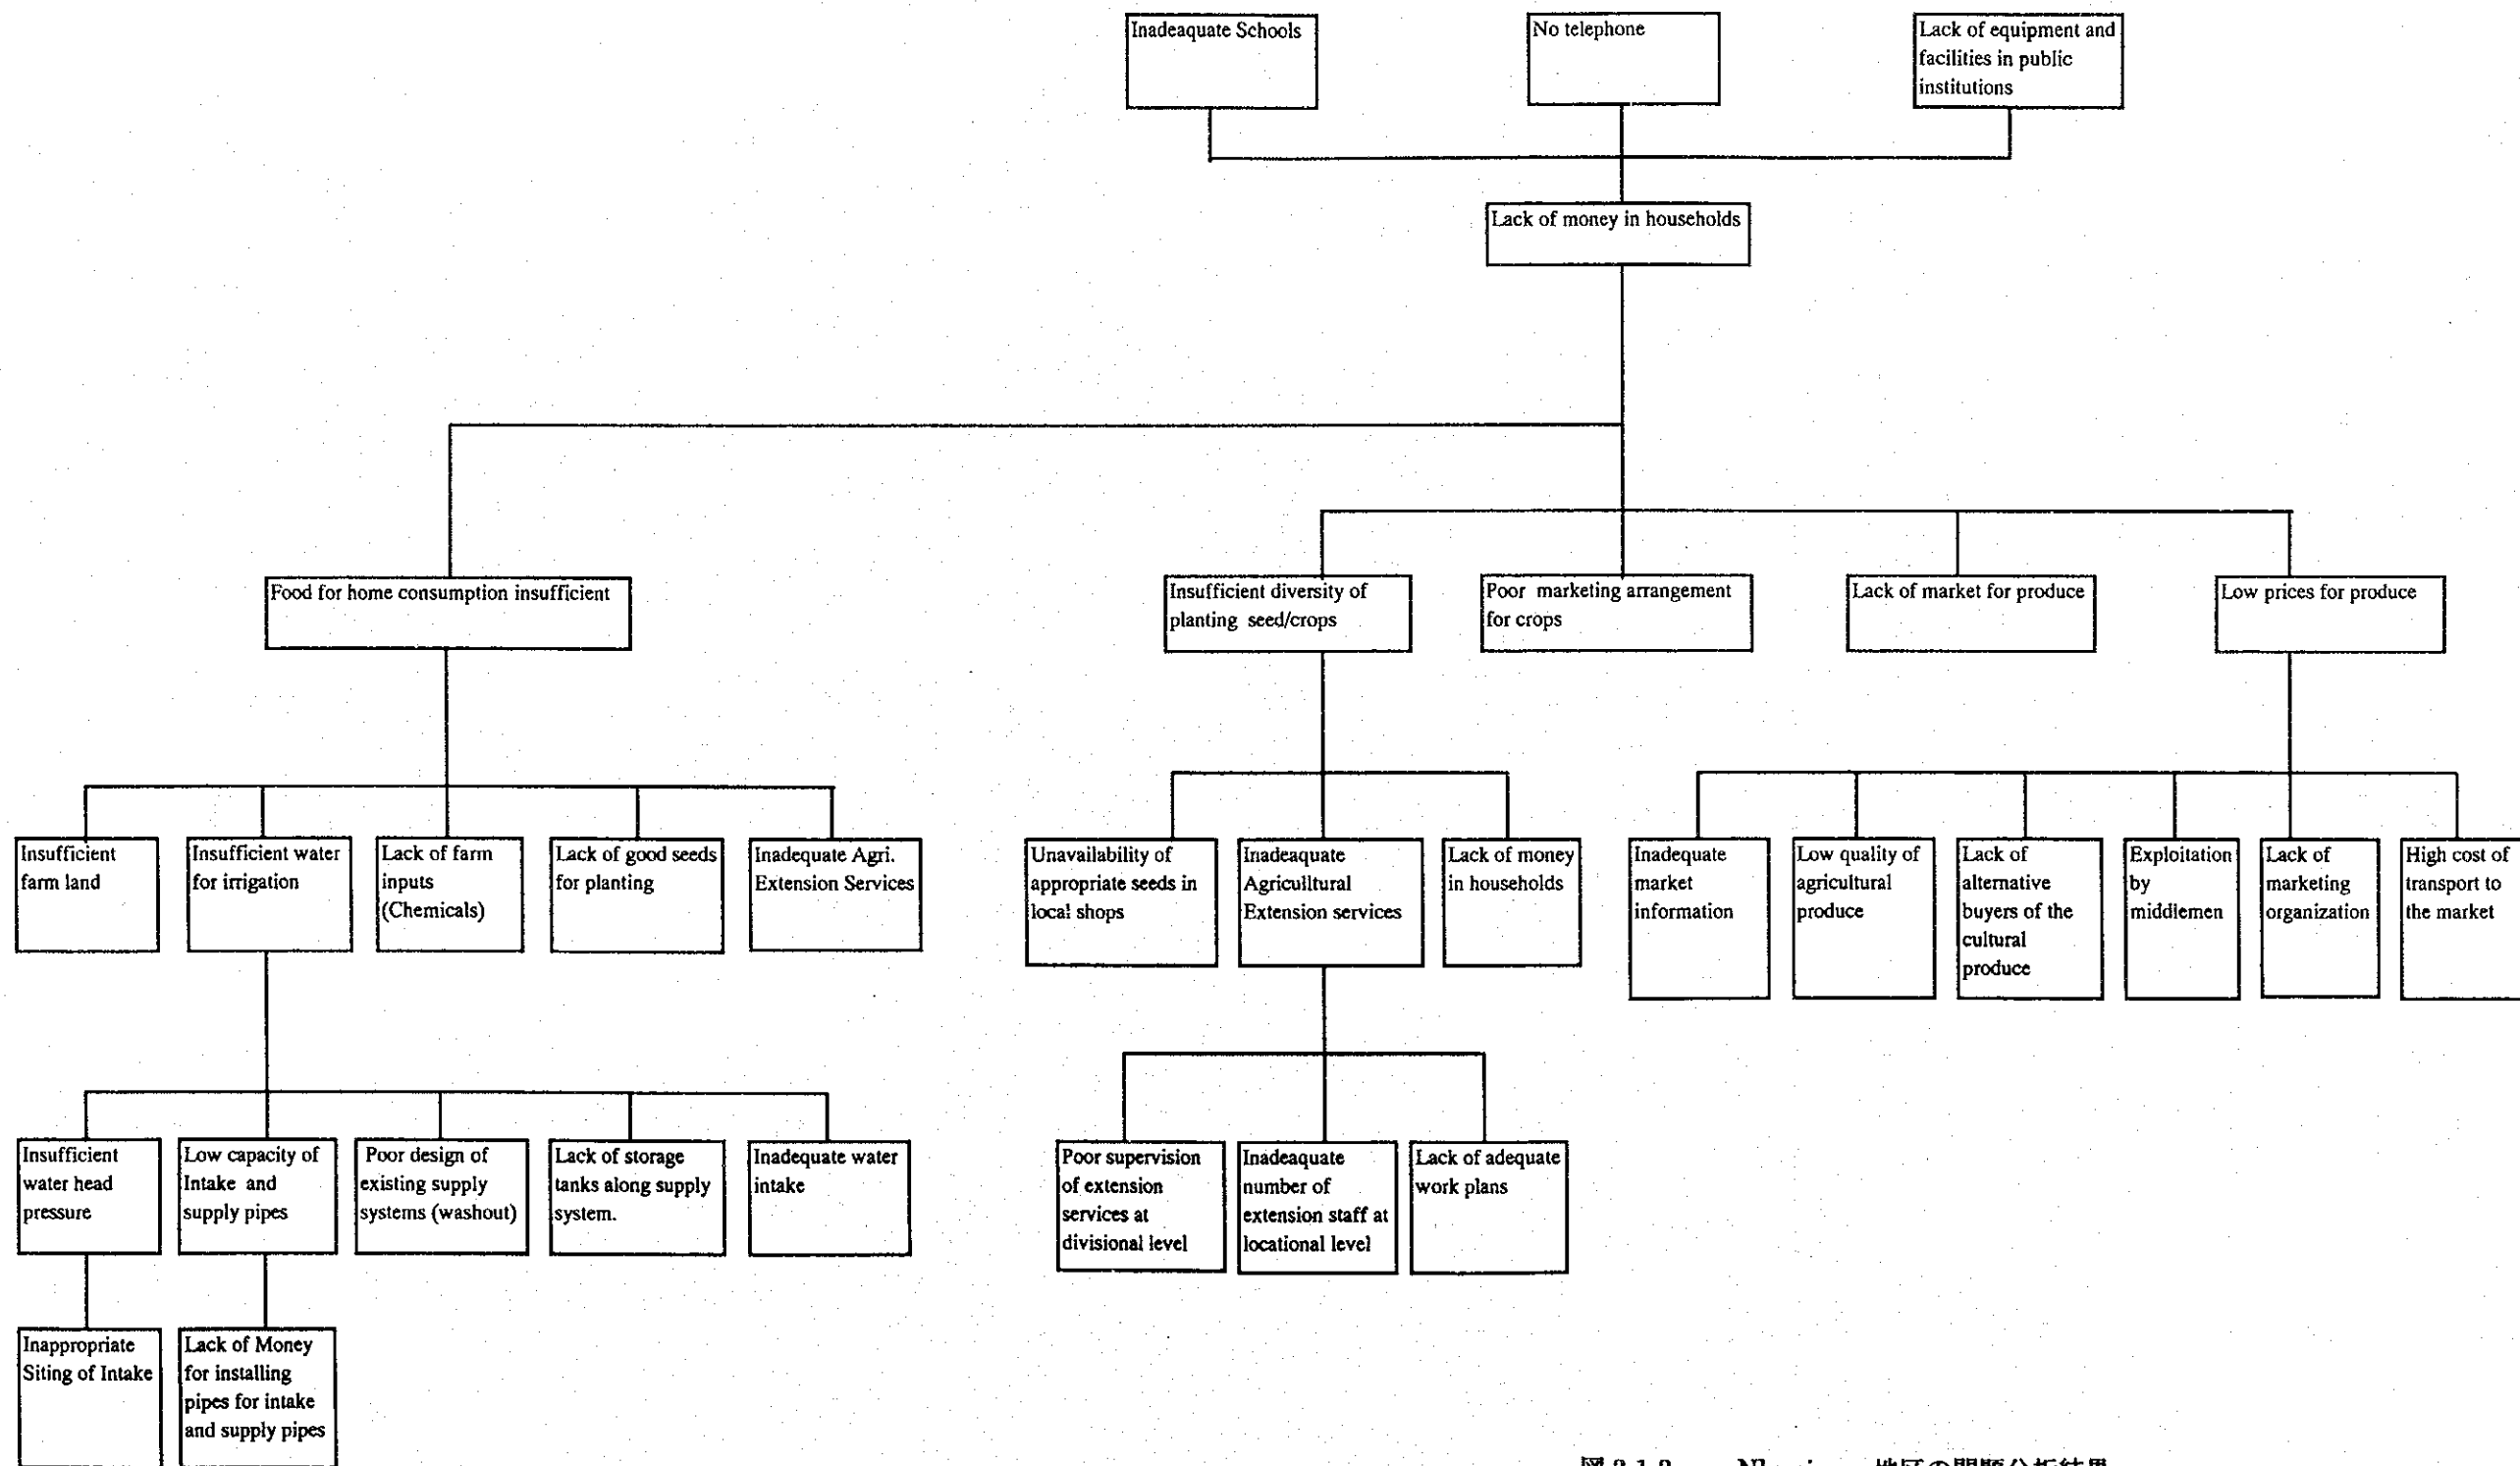 Inadeaquate Schools
No telephone
Lack of equipment and
facilities in public
institutions
Lack of money in households
Food for home consumption insufficient
Insufficient diversity of
planting seed/crops
Poor marketing arrangement
for crops
Lack of market for produce
Low prices for produce
Insufficient
farm land
Insufficient water
for irrigation
Lack of farm
inputs
(Chemicals)
Lack of good seeds
for planting
Inadequate Agri.
Extension Services
Unavailability of
appropriate seeds in
local shops
Inadeaquate
Agriculltural
Extension services
Lack of money
in households
Inadequate
market
information
Low quality of
agricultural
produce
Lack of
alternative
buyers of the
cultural
produce
Exploitation
by
middlemen
Lack of
marketing
organization
High cost of
transport to
the market
Insufficient
water head
pressure
Low capacity of
Intake and
supply pipes
Poor design of
existing supply
systems (washout)
Lack of storage
tanks along supply
system.
Inadequate water
intake
Poor supervision
of extension
services at
divisional level
Inadeaquate
number of
extension staff at
locational level
Lack of adequate
work plans
Inappropriate
Siting of Intake
Lack of Money
for installing
pipes for intake
and supply pipes
地区の問題分析結果